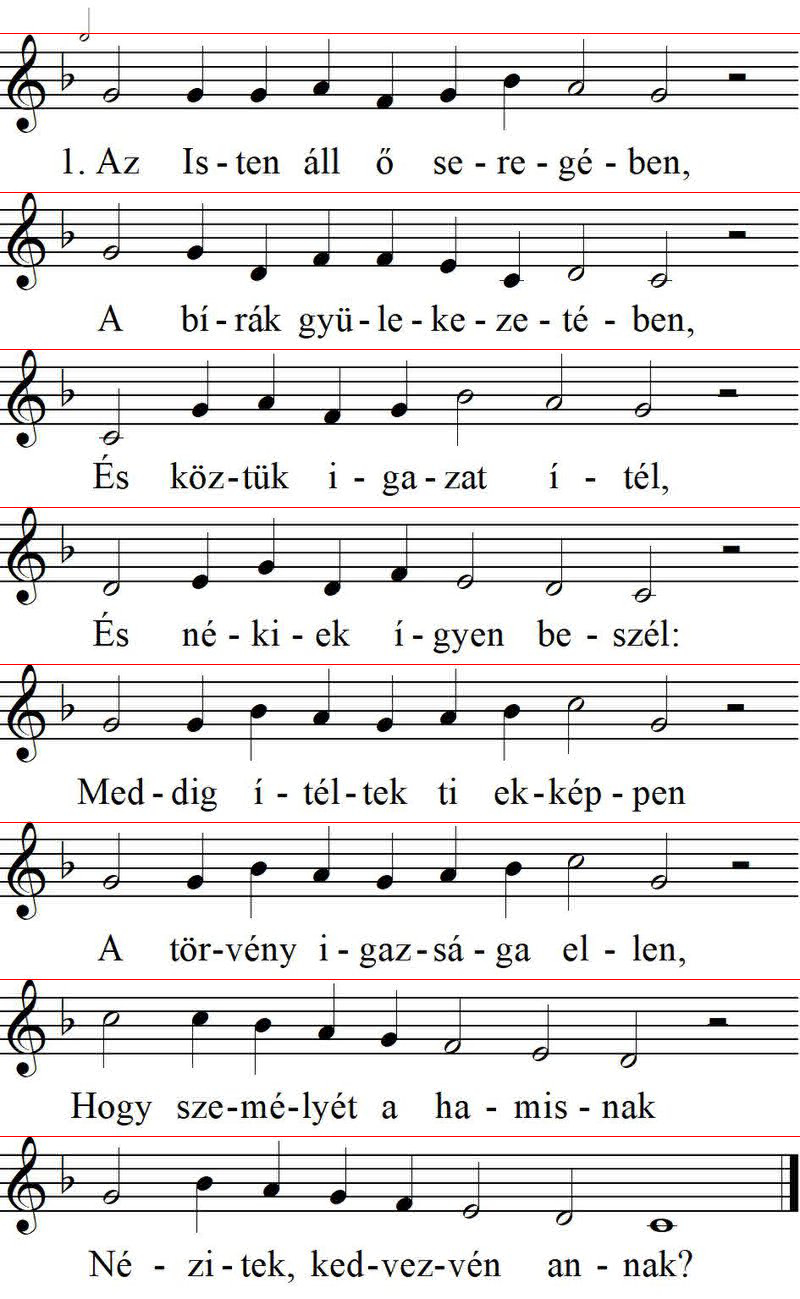 1. Az Is - ten áll ő se - re - gé - ben,
A bí - rák gyü - le - ke - ze - té - ben,
És köz - tük i - ga - zat í - tél,
És né - ki - ek í - gyen be - szél:
Med - dig í - tél - tek ti ek - kép - pen
A tör - vény i - gaz - sá - ga el - len,
Hogy sze - mé - lyét a ha - mis - nak
Né - zi - tek, ked - vez - vén an - nak?